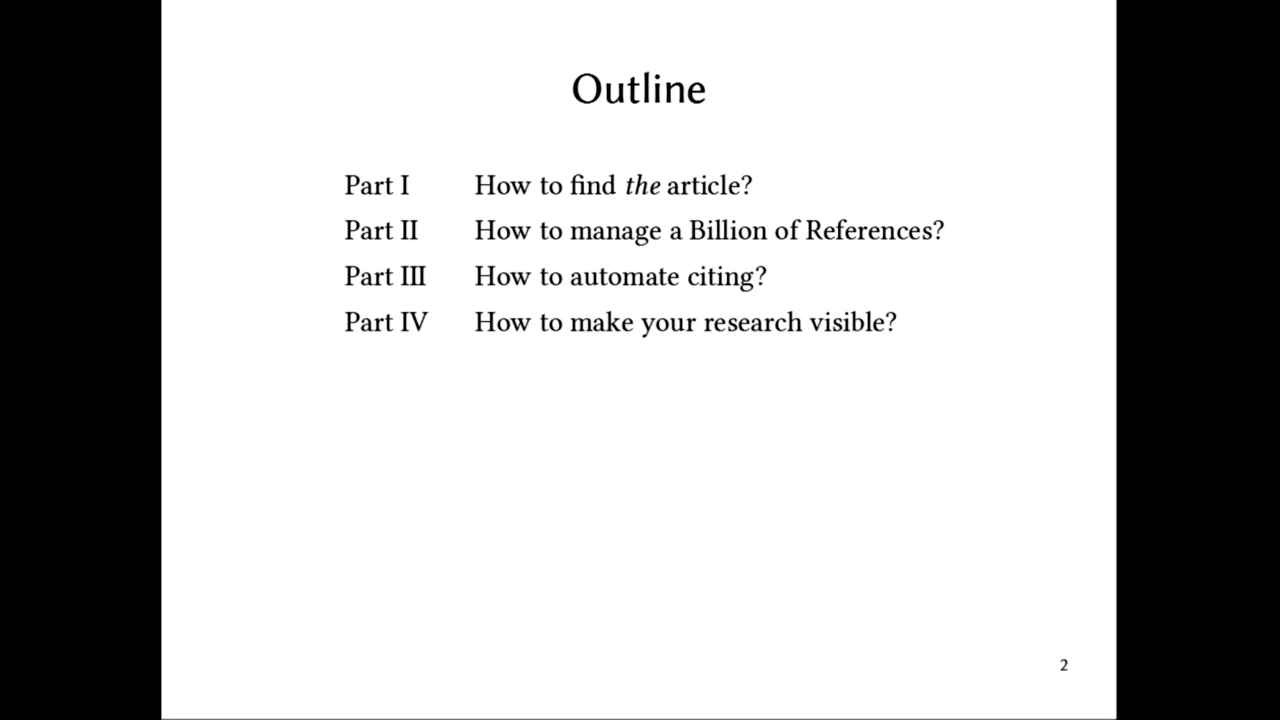 Outline
Part I How to find the article?
Part II How to manage a Billion of References?
Part III How to automate citing?
Part IV How to make your research visible?
2